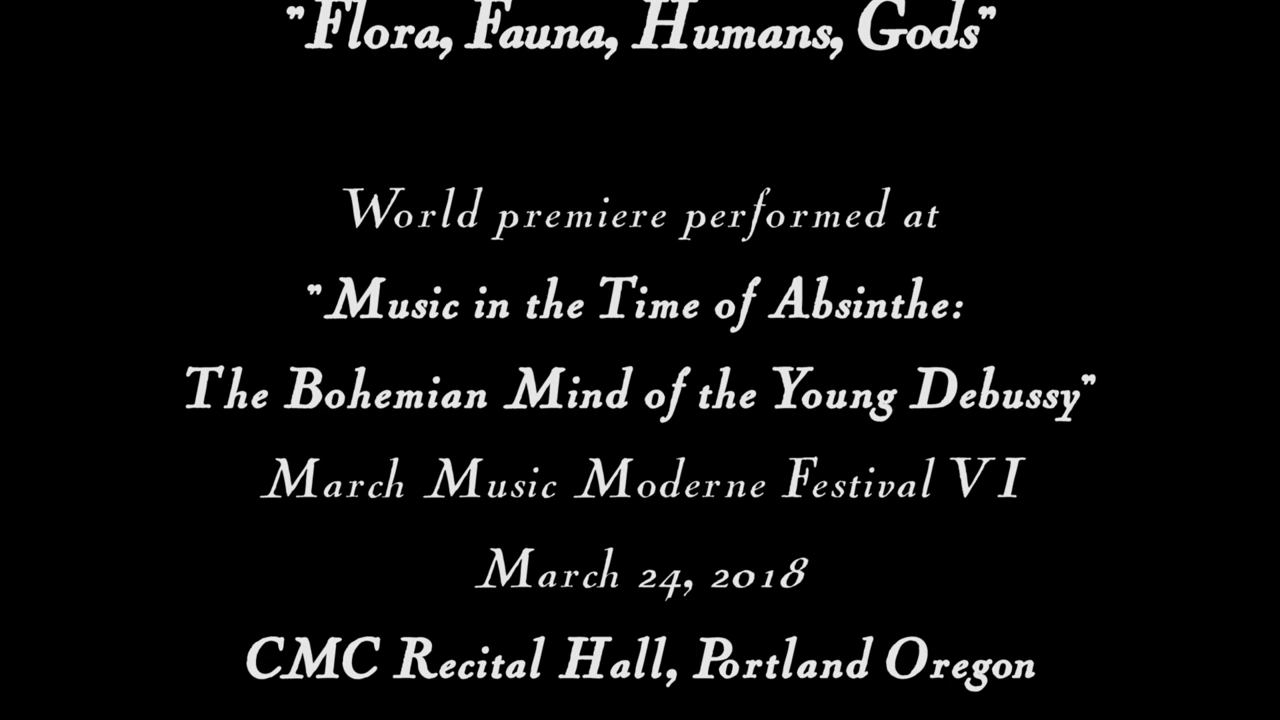 "Flora, Fauna, Humans, Gods"
World premiere performed at
"Music in the Time of Absinthe:
The Bohemian Mind of the Young Debussy"
March Music Moderne Festival VI
March 24, 2018
CMC Recital Hall, Portland Oregon